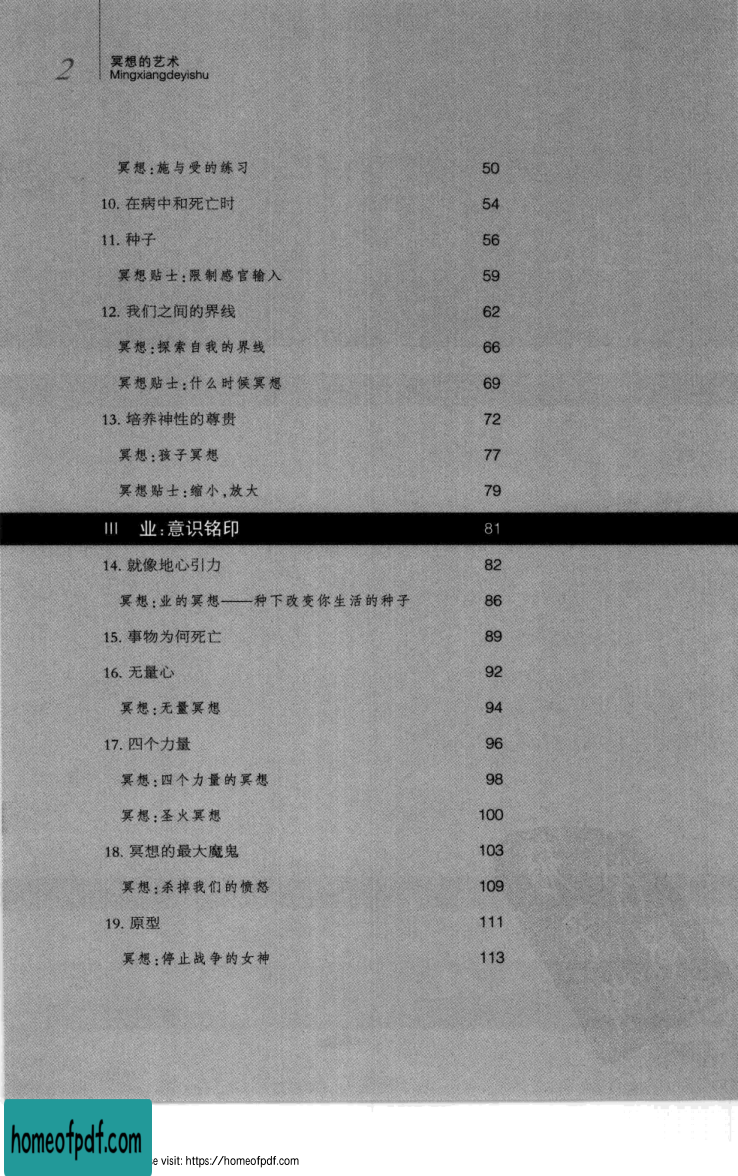 2
冥想的艺术
Mingxiangdeyishu
冥想:施与受的练习 50
10. 在病中和死亡时 54
11. 种子 56
冥想贴士:限制感官输入 59
12. 我们之间的界线 62
冥想:探索自我的界线 66
冥想贴士:什么时候冥想 69
13. 培养神性的尊贵 72
冥想:孩子冥想 77
冥想贴士:缩小,放大 79
III 业:意识铭印 81
14. 就像地心引力 82
冥想:业的冥想——种下改变你生活的种子 86
15. 事物为何死亡 89
16. 无量心 92
冥想:无量冥想 94
17. 四个力量 96
冥想:四个力量的冥想 98
冥想:圣火冥想 100
18. 冥想的最大魔鬼 103
冥想:杀掉我们的愤怒 109
19. 原型 111
冥想:停止战争的女神 113
homeofpdf.com
e visit: https://homeofpdf.com